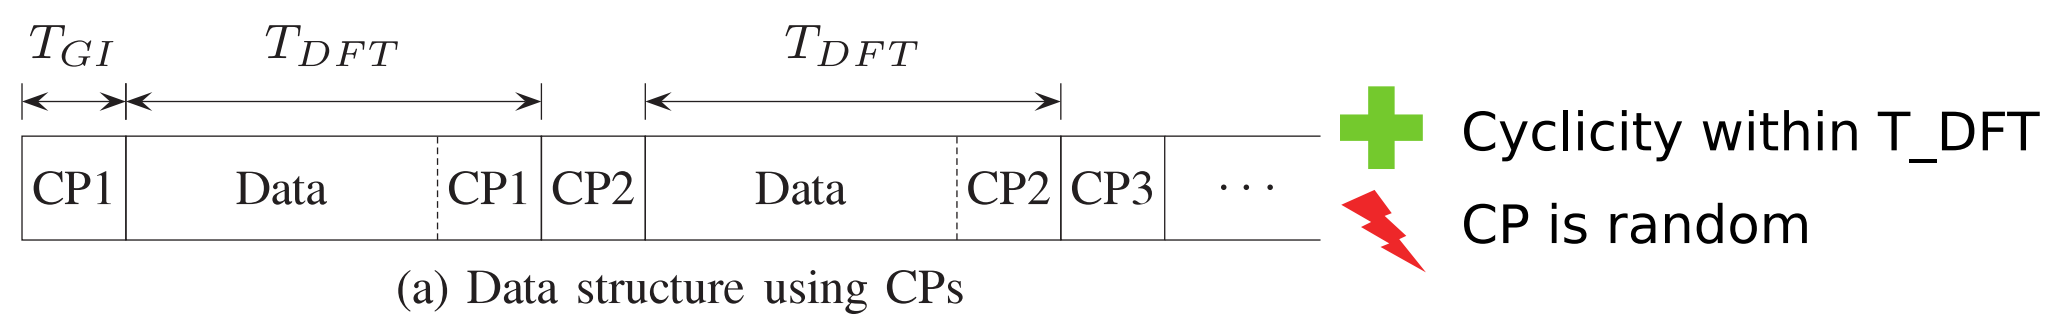 T_GI T_DFT T_DFT
Cyclicity within T_DFT
CP1 Data CP1 CP2 Data CP2 CP3 ···
CP is random
(a) Data structure using CPs